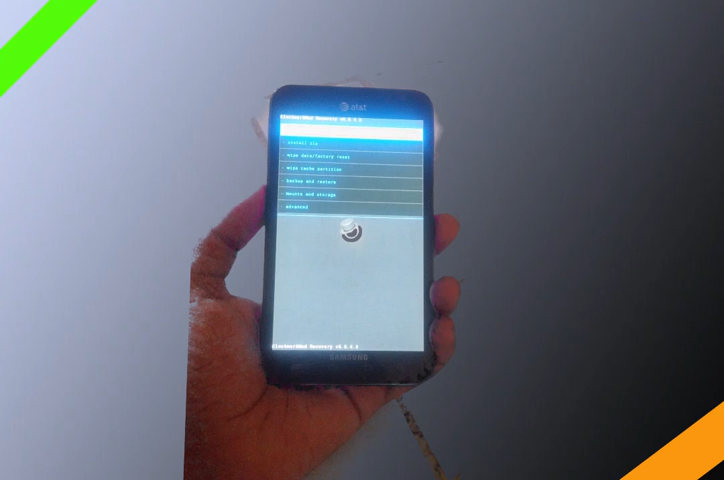 at&t
ClockworkMod Recovery v6.0.4.3
- install zip
- wipe data/factory reset
- wipe cache partition
- backup and restore
- mounts and storage
- advanced
ClockworkMod Recovery v6.0.4.3
SAMSUNG